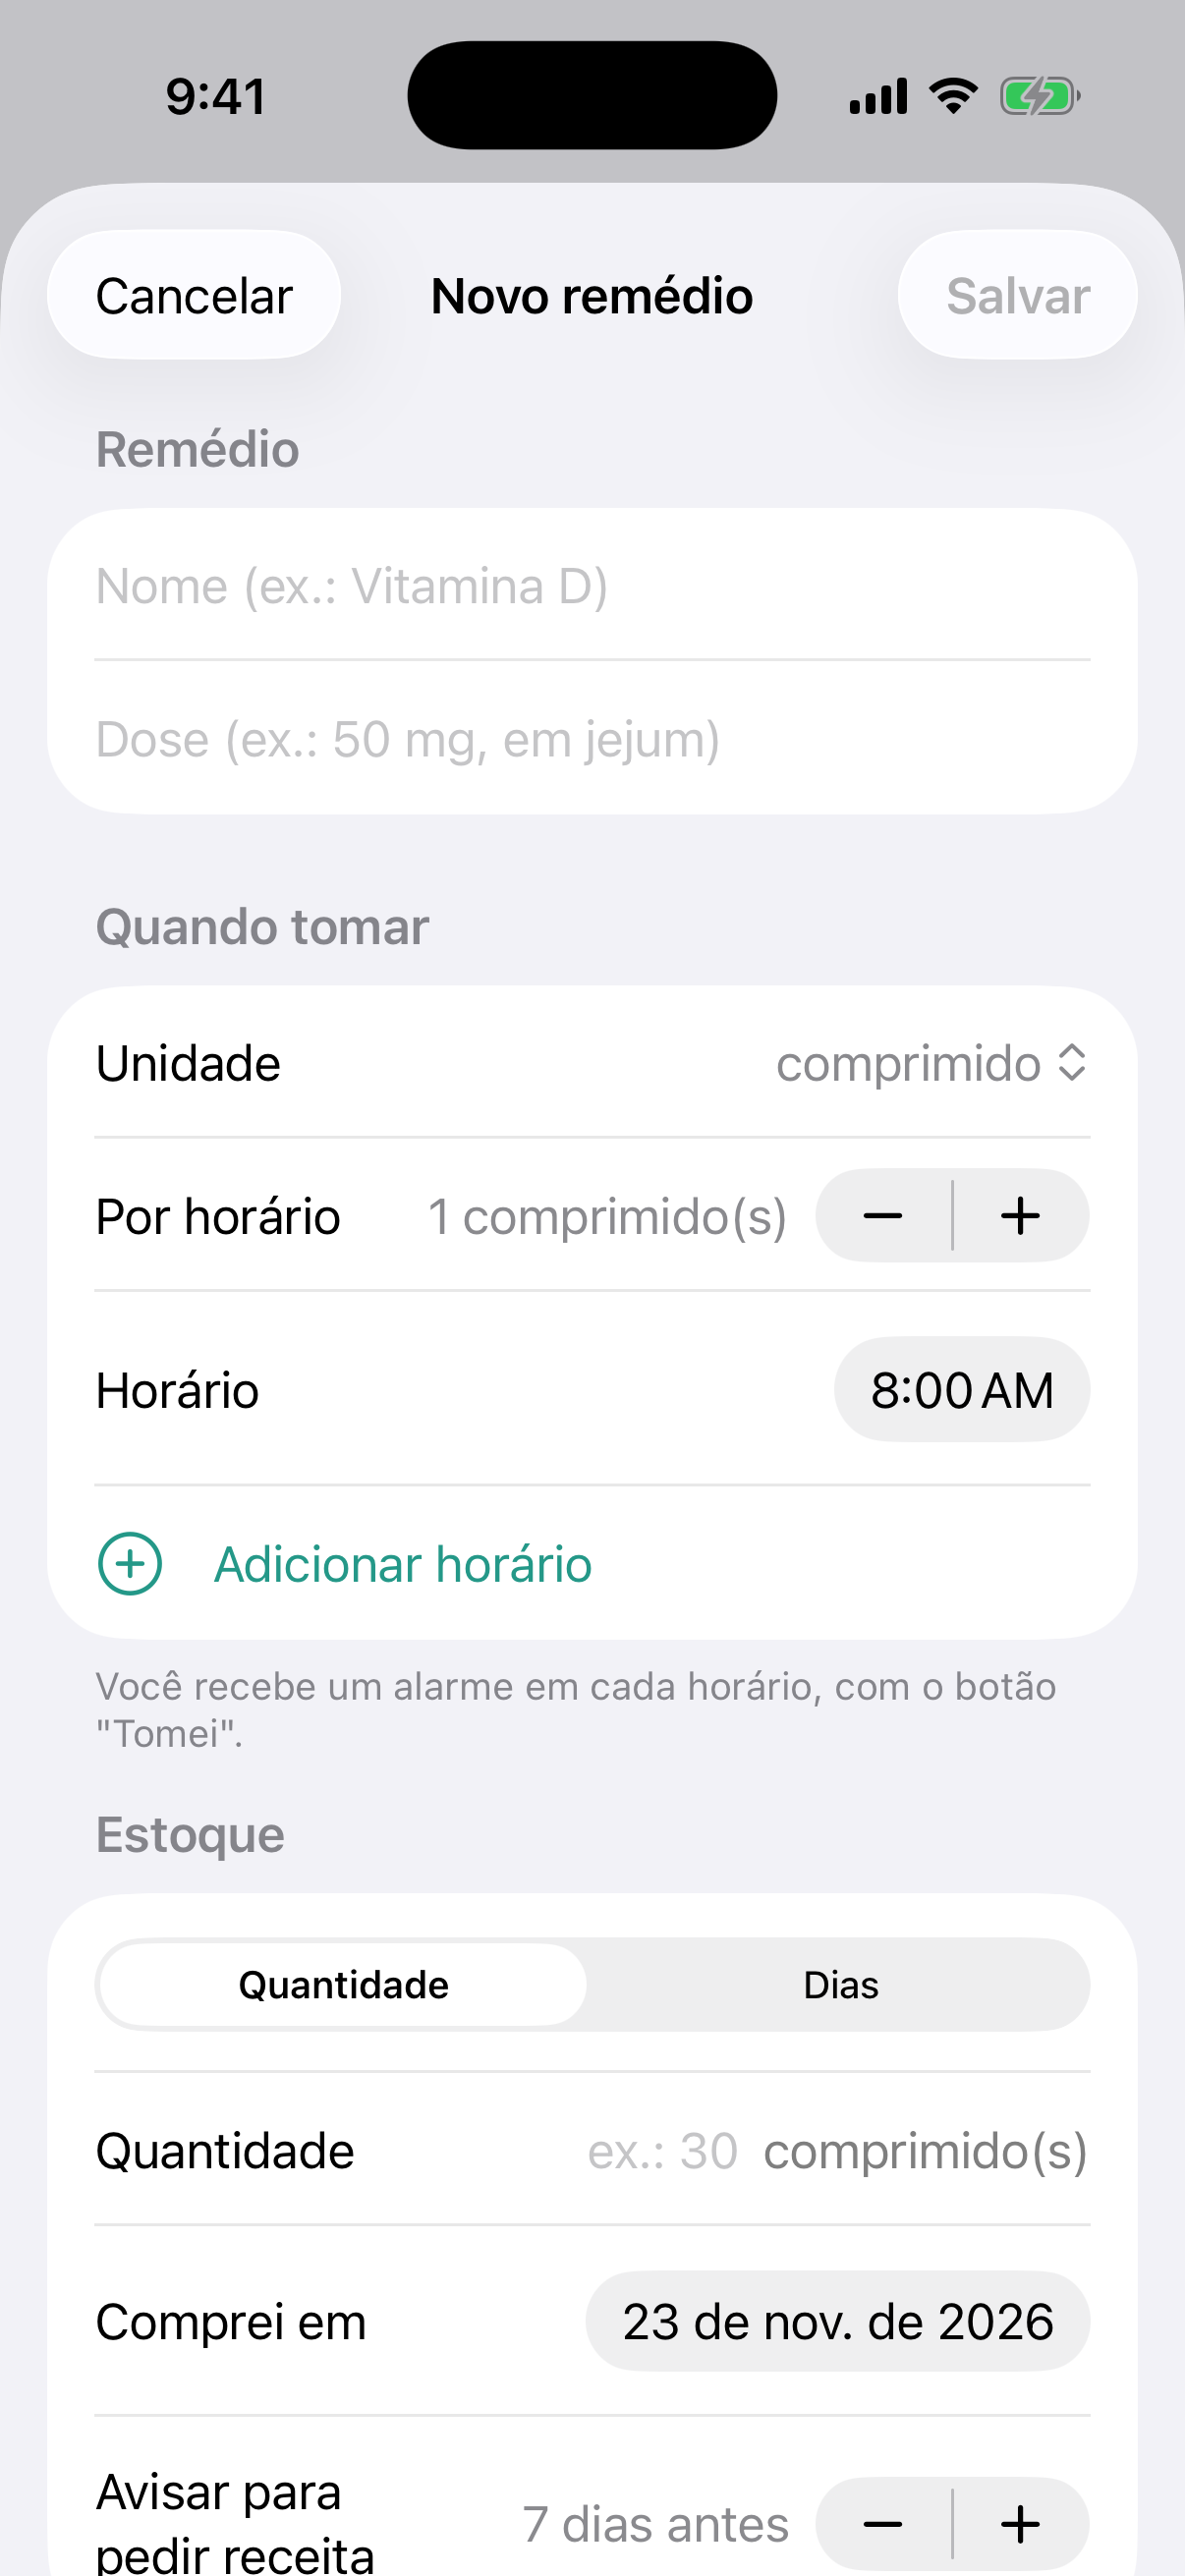 9:41
Cancelar
Novo remédio
Salvar
Remédio
Nome (ex.: Vitamina D)
Dose (ex.: 50 mg, em jejum)
Quando tomar
Unidade
comprimido
Por horário
1 comprimido(s)
Horário
8:00 AM
Adicionar horário
Você recebe um alarme em cada horário, com o botão
"Tomei".
Estoque
Quantidade
Dias
Quantidade
ex.: 30 comprimido(s)
Comprei em
23 de nov. de 2026
Avisar para
pedir receita
7 dias antes